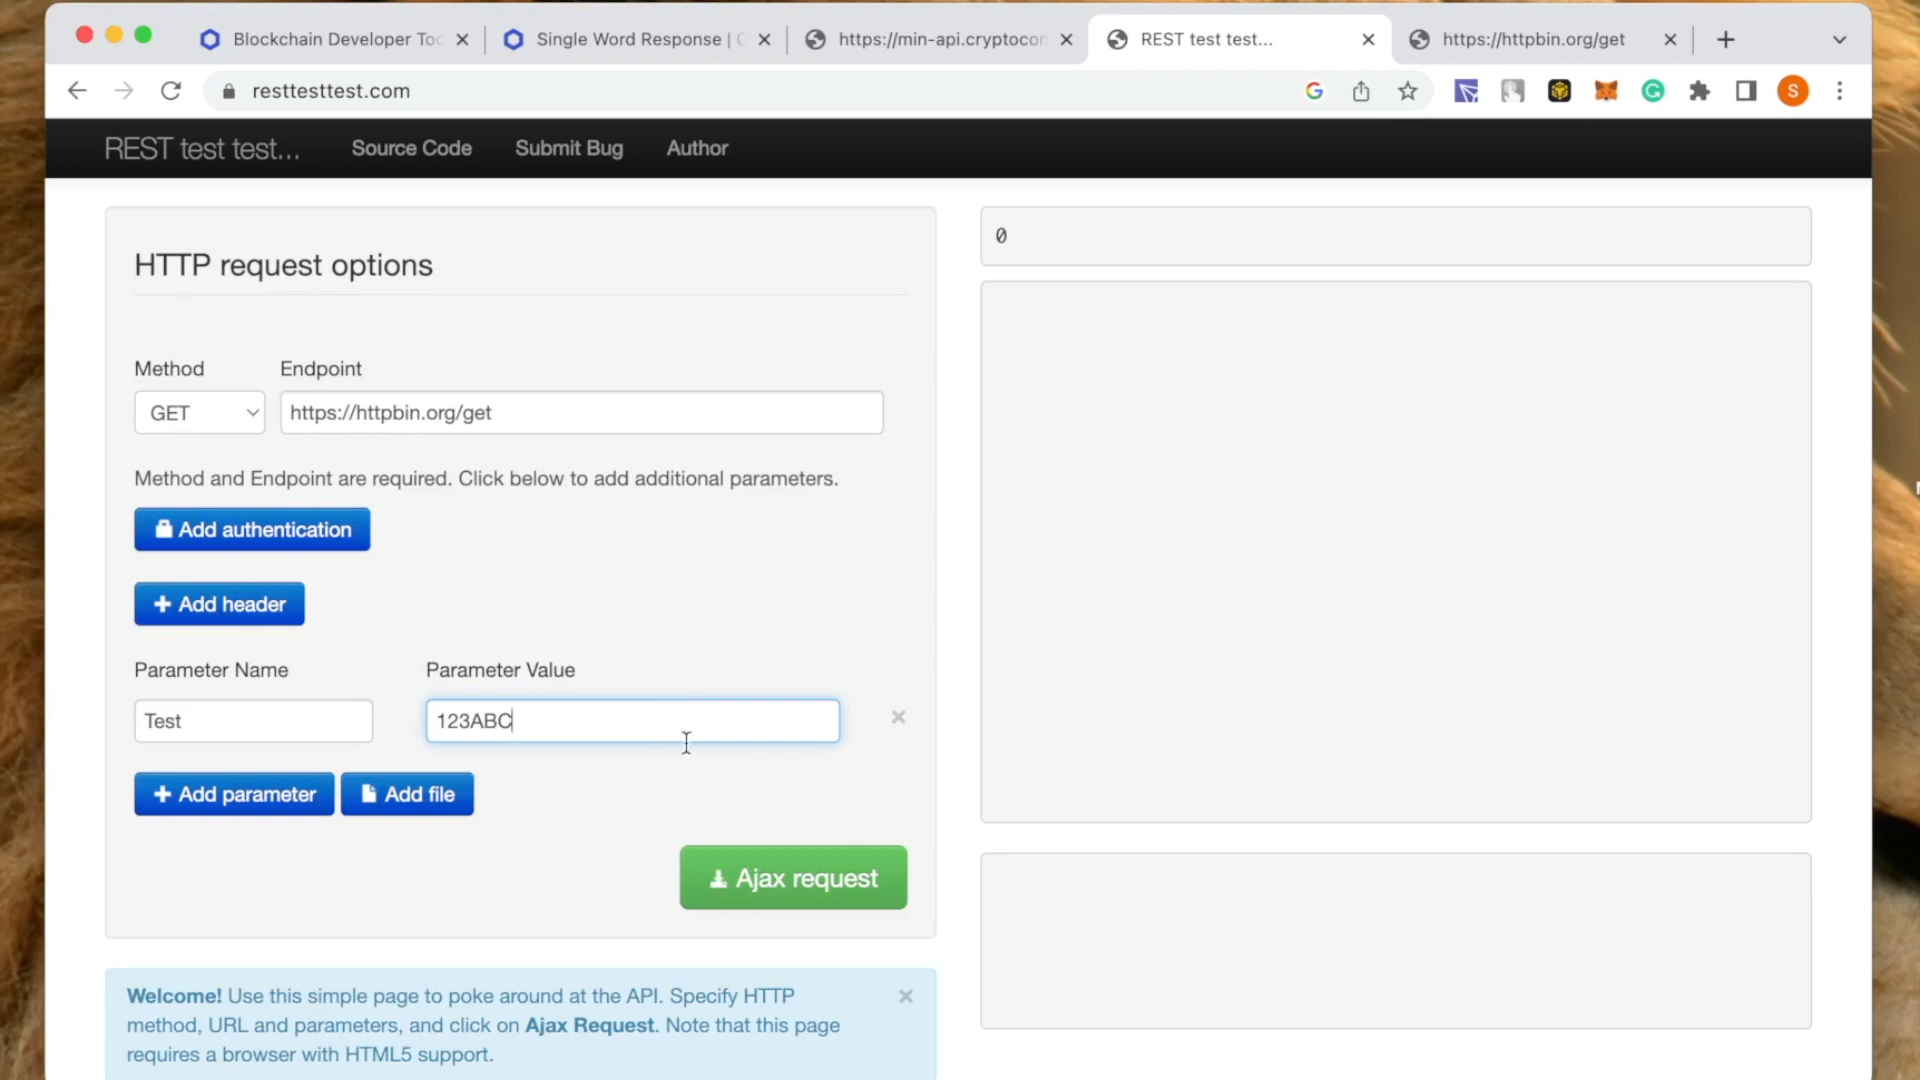 Blockchain Developer Too
Single Word Response | C
https://min-api.cryptocon
REST test test...
https://httpbin.org/get
resttesttest.com
S
REST test test...
Source Code
Submit Bug
Author
HTTP request options
0
Method
Endpoint
GET
https://httpbin.org/get
Method and Endpoint are required. Click below to add additional parameters.
Add authentication
Add header
Parameter Name
Parameter Value
Test
123ABC
Add parameter
Add file
Ajax request
Welcome! Use this simple page to poke around at the API. Specify HTTP
method, URL and parameters, and click on Ajax Request. Note that this page
requires a browser with HTML5 support.